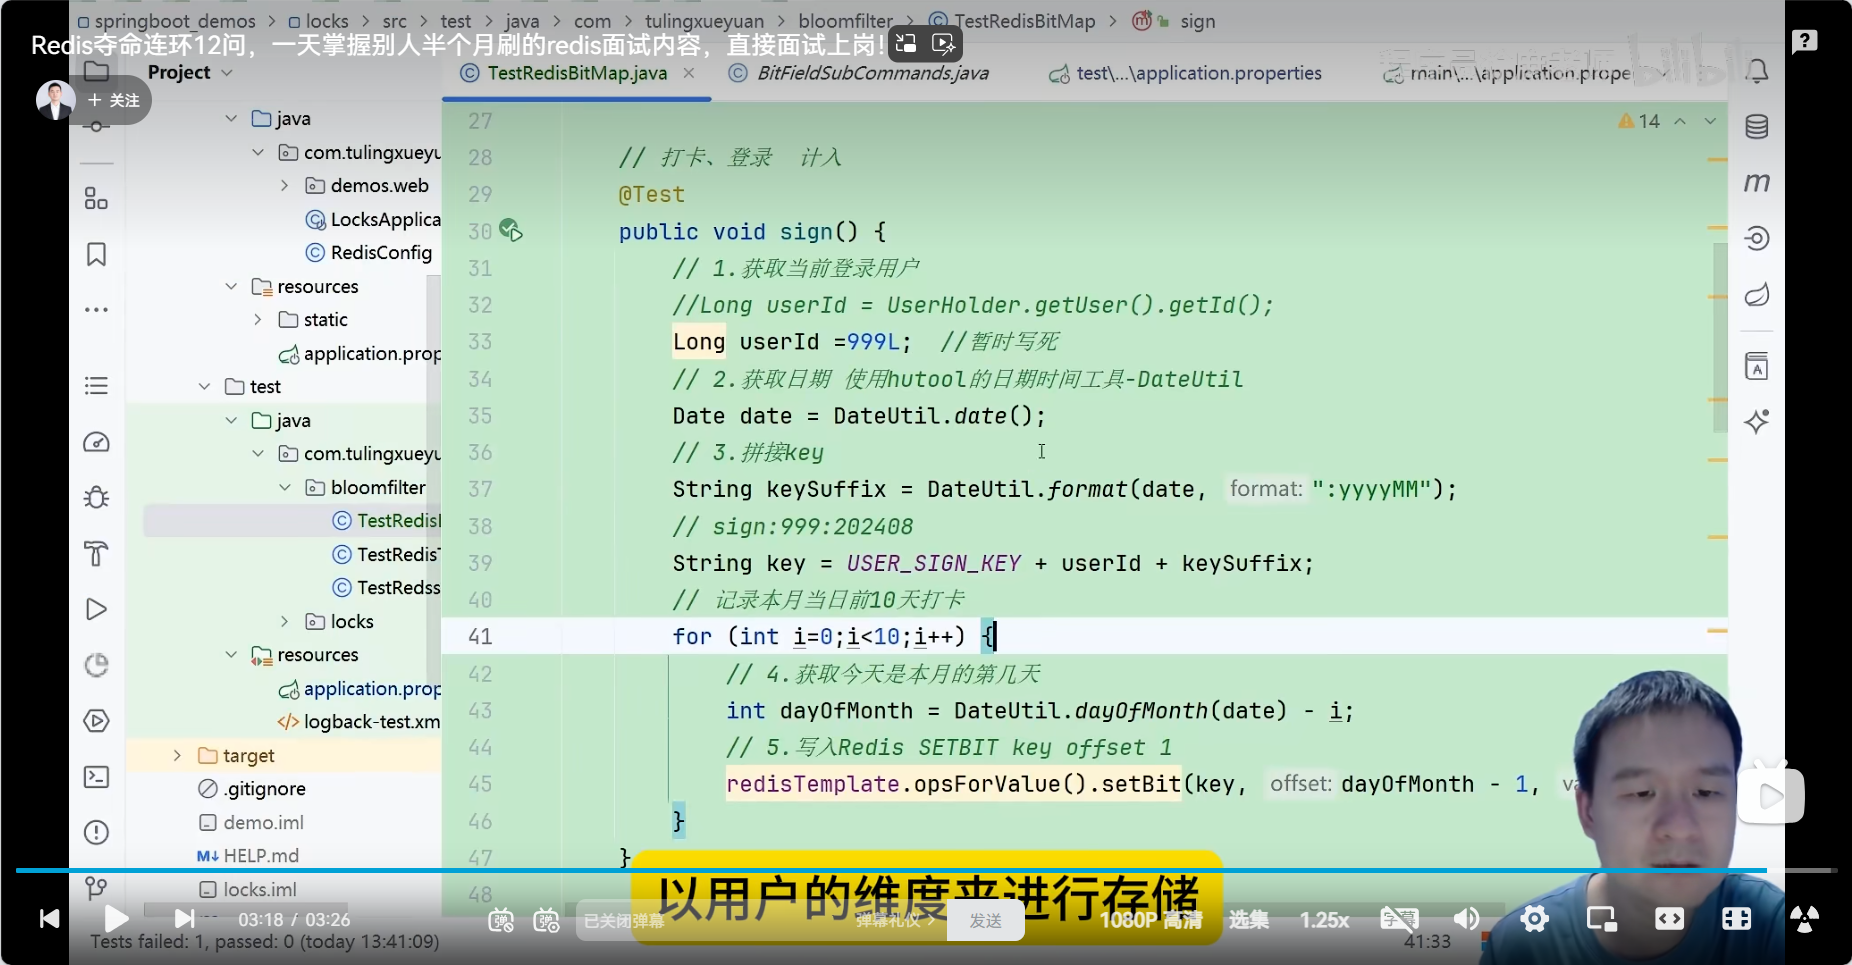 springboot_demos > locks > src > test > java > com > tulingxueyuan > bloomfilter > TestRedisBitMap > sign
Redis夺命连环12问，一天掌握别人半个月刷的redis面试内容，直接面试上岗!
+ 关注
Project
TestRedisBitMap.java
BitFieldSubCommands.java
test\...\application.properties
main\...\application.prope
java
com.tulingxueyu
demos.web
LocksApplica
RedisConfig
resources
static
application.prop
test
java
com.tulingxueyu
bloomfilter
TestRedisI
TestRedisT
TestRedss
locks
resources
application.prop
logback-test.xm
target
.gitignore
demo.iml
HELP.md
locks.iml
14
27
28 // 打卡、登录 计入
29 @Test
30 public void sign() {
31 // 1.获取当前登录用户
32 //Long userId = UserHolder.getUser().getId();
33 Long userId =999L; //暂时写死
34 // 2.获取日期 使用hutool的日期时间工具-DateUtil
35 Date date = DateUtil.date();
36 // 3.拼接key
37 String keySuffix = DateUtil.format(date, format: ":yyyyMM");
38 // sign:999:202408
39 String key = USER_SIGN_KEY + userId + keySuffix;
40 // 记录本月当日前10天打卡
41 for (int i=0;i<10;i++) {
42 // 4.获取今天是本月的第几天
43 int dayOfMonth = DateUtil.dayOfMonth(date) - i;
44 // 5.写入Redis SETBIT key offset 1
45 redisTemplate.opsForValue().setBit(key, offset: dayOfMonth - 1, va
46 }
47 }
48
以用户的维度来进行存储
03:18 / 03:26
已关闭弹幕
弹幕礼仪 >
发送
1080P 高清
选集
1.25x
字幕
Tests failed: 1, passed: 0 (today 13:41:09)
41:33